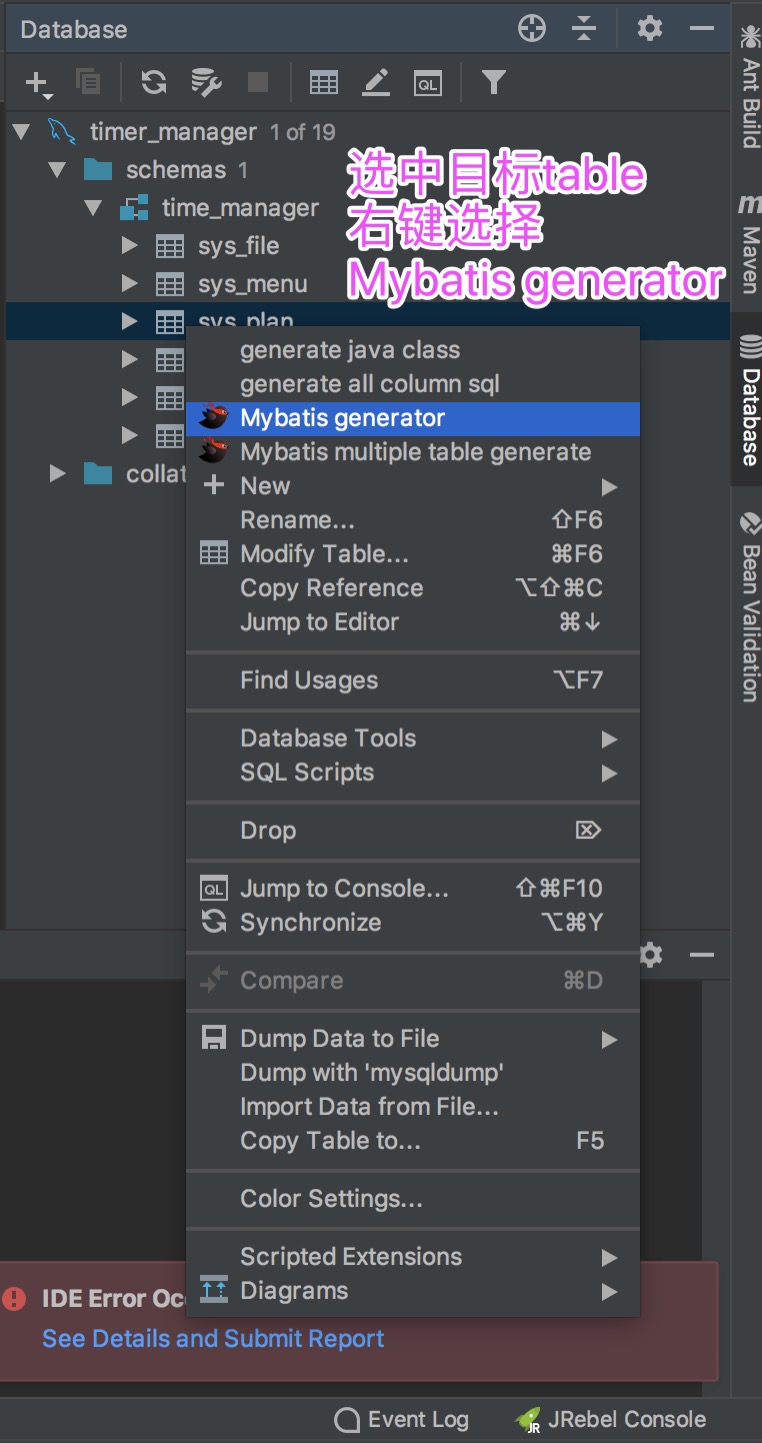 Database
timer_manager 1 of 19
schemas 1
time_manager
sys_file
sys_menu
sys_plan
collat
选中目标table
右键选择
Mybatis generator
generate java class
generate all column sql
Mybatis generator
Mybatis multiple table generate
New
Rename... ⇧F6
Modify Table... ⌘F6
Copy Reference ⌥⇧⌘C
Jump to Editor ⌘↓
Find Usages ⌥F7
Database Tools
SQL Scripts
Drop ⌦
QL Jump to Console... ⇧⌘F10
Synchronize ⌥⌘Y
Compare ⌘D
Dump Data to File
Dump with 'mysqldump'
Import Data from File...
Copy Table to... F5
Color Settings...
Scripted Extensions
Diagrams
IDE Error Occ
See Details and Submit Report
Event Log
JR JRebel Console
QL
Ant Build
m Maven
Database
Bean Validation